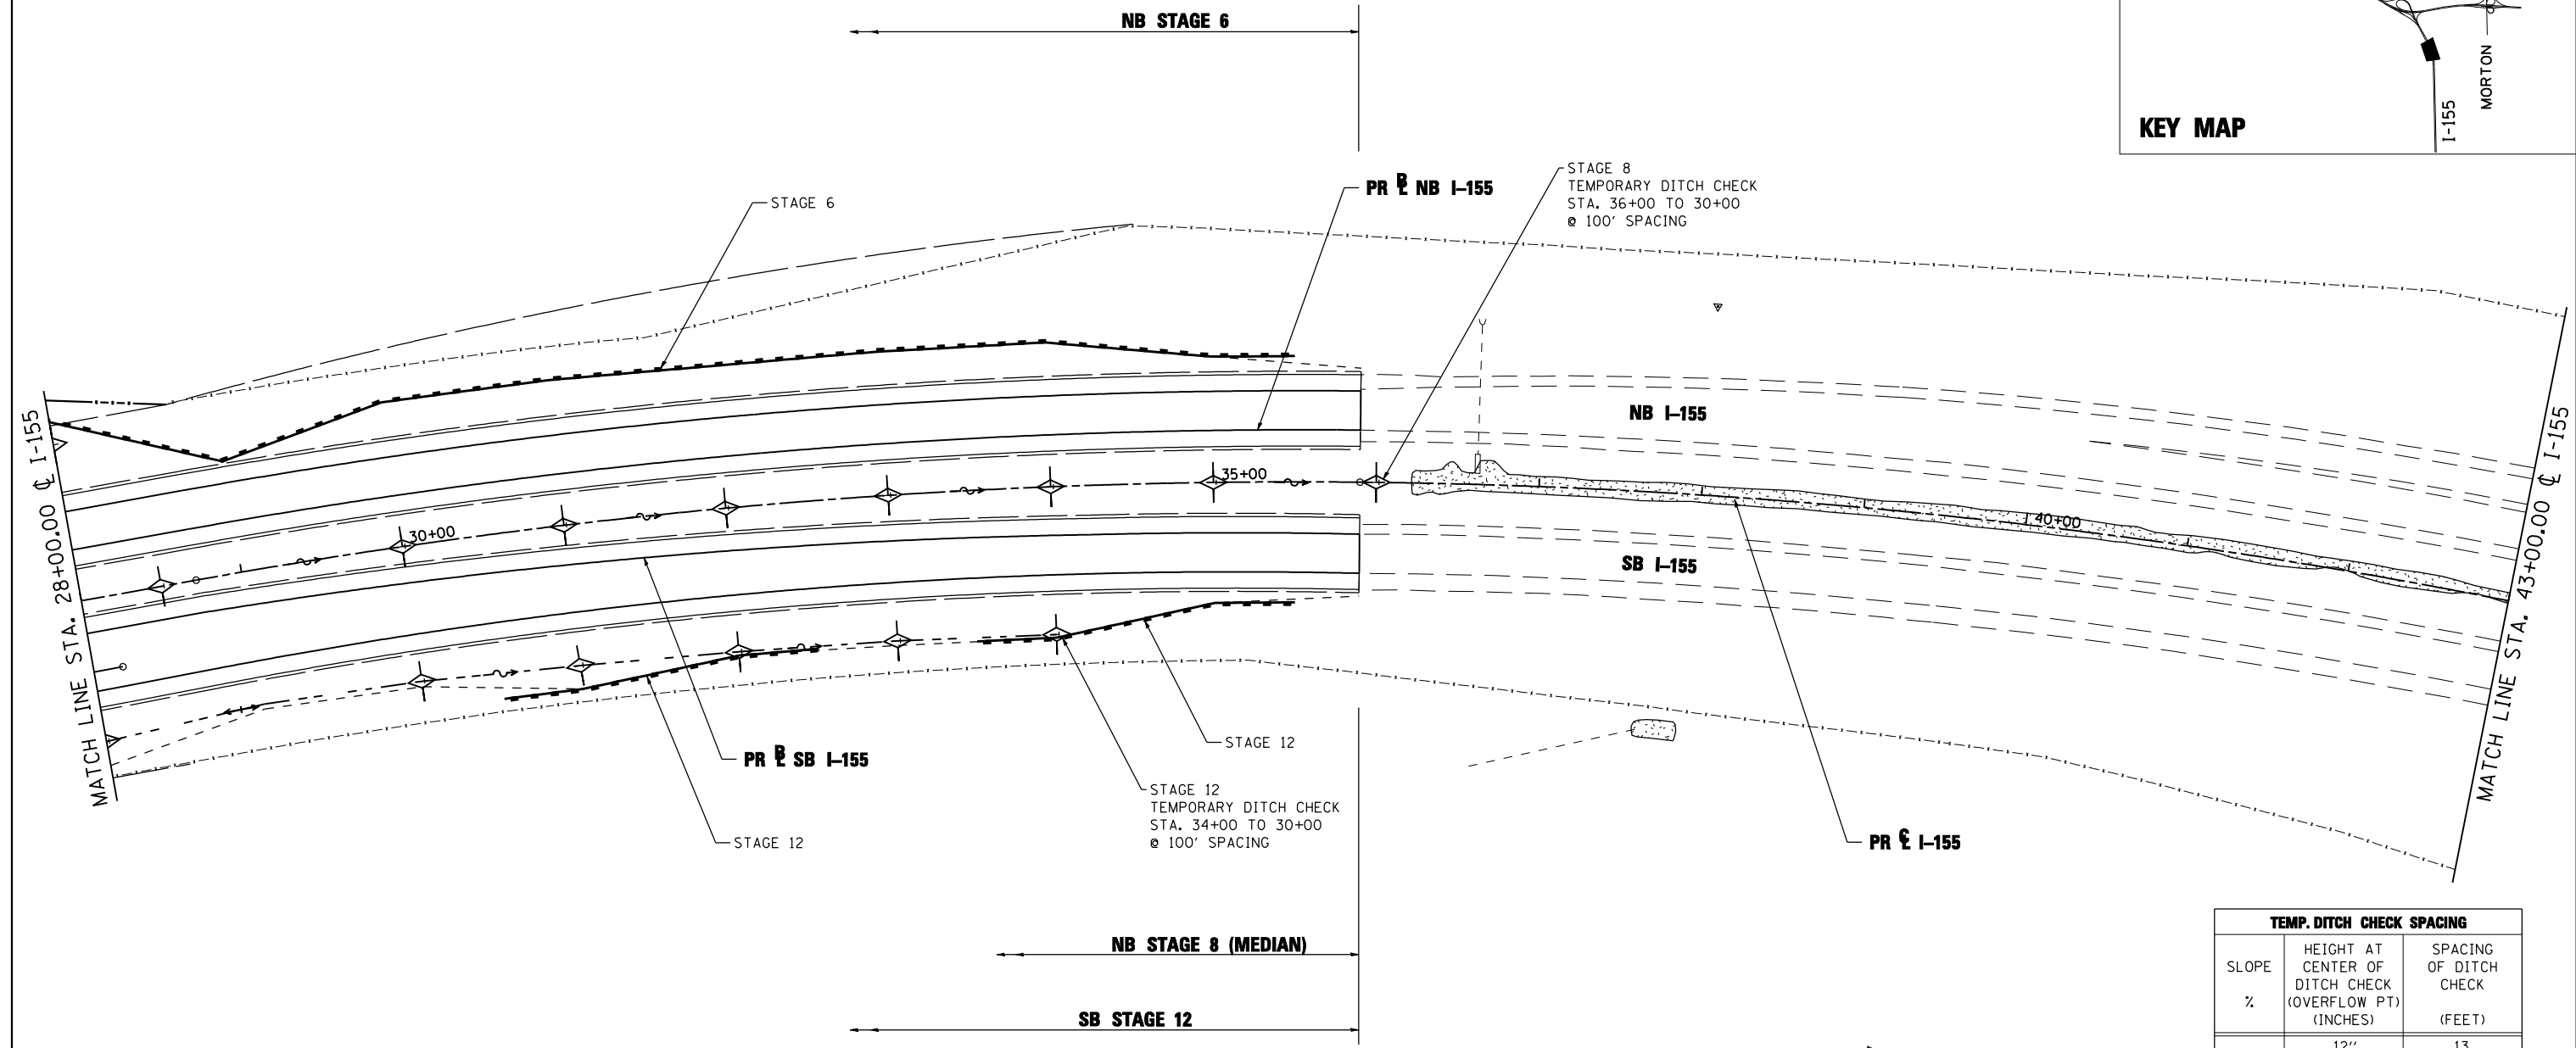 NB STAGE 6
MORTON
I-155
KEY MAP
STAGE 8
TEMPORARY DITCH CHECK
STA. 36+00 TO 30+00
@ 100' SPACING
PR ⅊ NB I-155
STAGE 6
NB I-155
35+00
30+00
40+00
SB I-155
MATCH LINE STA. 28+00.00 ℄ I-155
MATCH LINE STA. 43+00.00 ℄ I-155
STAGE 12
PR ⅊ SB I-155
STAGE 12
TEMPORARY DITCH CHECK
STA. 34+00 TO 30+00
@ 100' SPACING
STAGE 12
PR ℄ I-155
NB STAGE 8 (MEDIAN)
SB STAGE 12
TEMP. DITCH CHECK SPACING
SLOPE
%
HEIGHT AT
CENTER OF
DITCH CHECK
(OVERFLOW PT)
(INCHES)
SPACING
OF DITCH
CHECK
(FEET)
12"
13